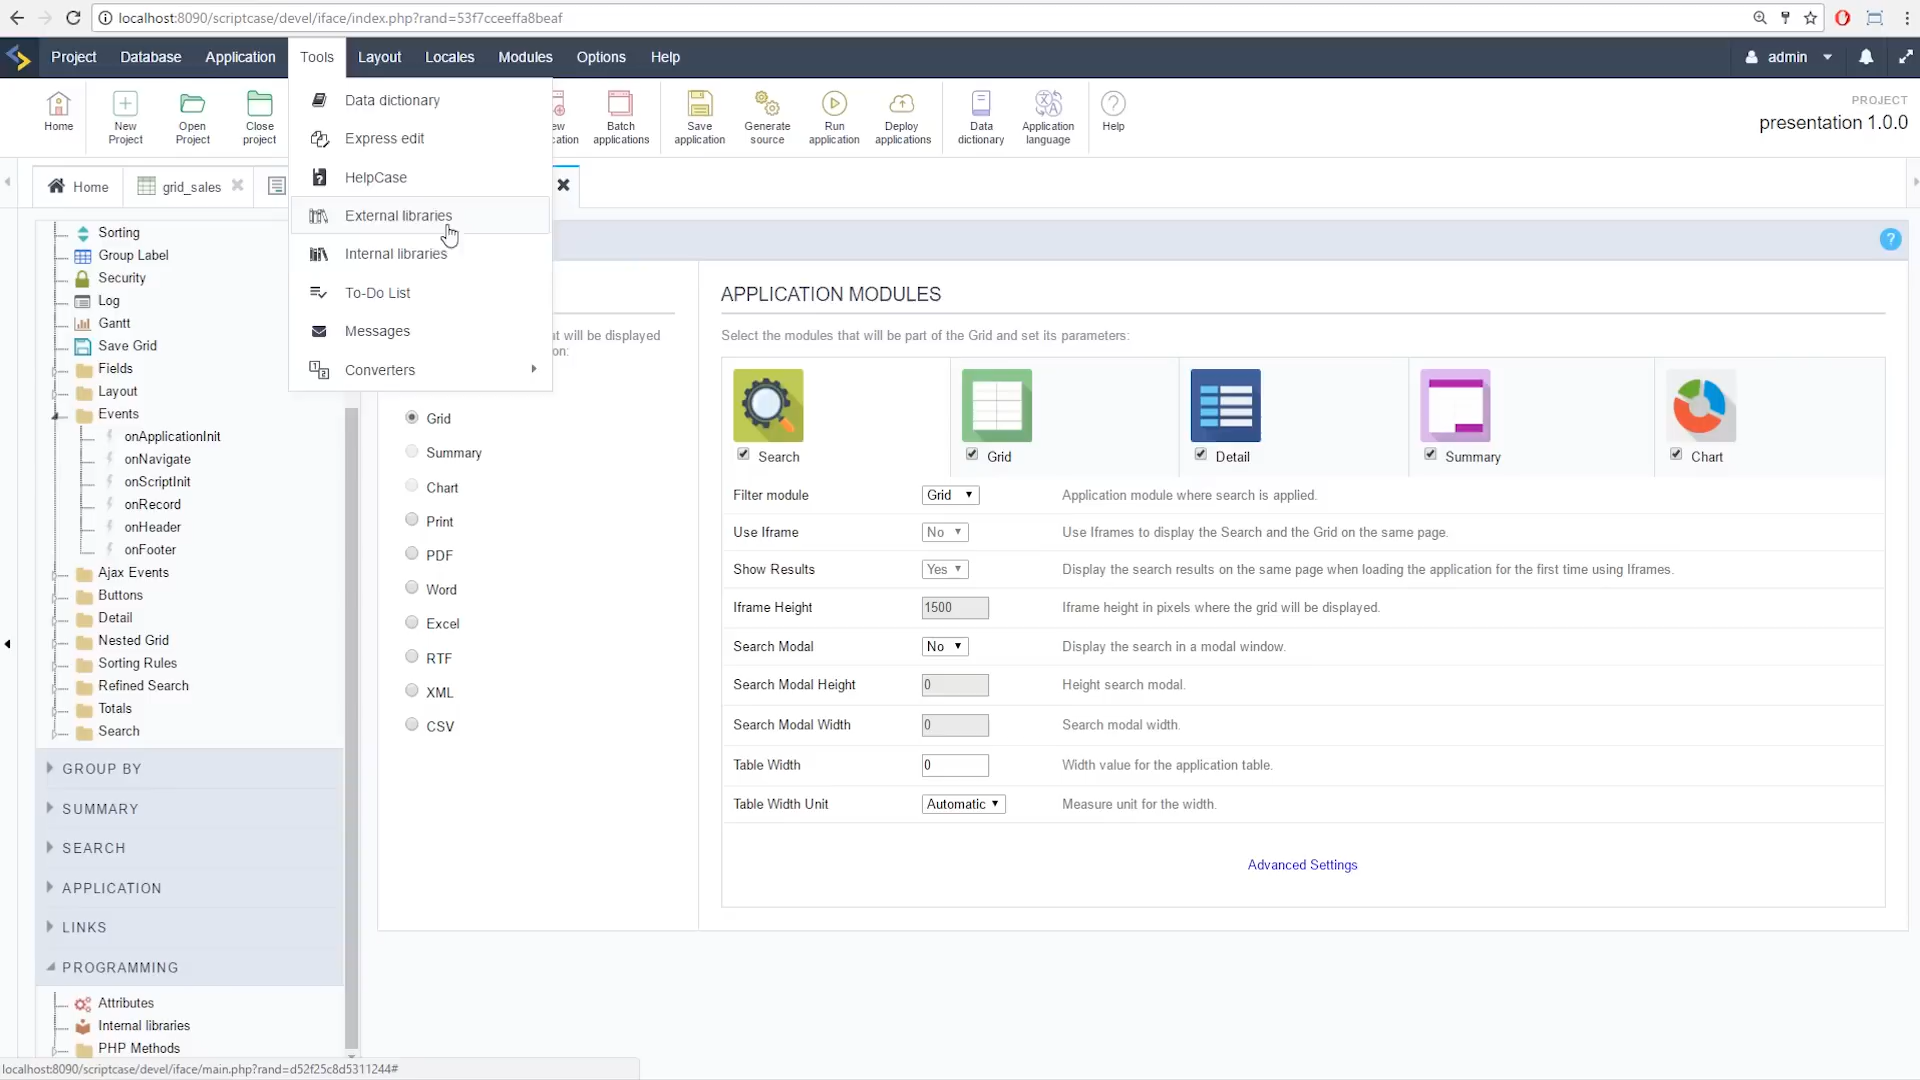 localhost:8090/scriptcase/devel/iface/index.php?rand=53f7cceeffa8beaf
Project Database Application Tools Layout Locales Modules Options Help admin
Home New Project Open Project Close project Batch applications Save application Generate source Run application Deploy applications Data dictionary Application language Help
PROJECT
presentation 1.0.0
Home grid_sales
Data dictionary
Express edit
HelpCase
External libraries
Internal libraries
To-Do List
Messages
Converters
Sorting
Group Label
Security
Log
Gantt
Save Grid
Fields
Layout
Events
onApplicationInit
onNavigate
onScriptInit
onRecord
onHeader
onFooter
Ajax Events
Buttons
Detail
Nested Grid
Sorting Rules
Refined Search
Totals
Search
GROUP BY
SUMMARY
SEARCH
APPLICATION
LINKS
PROGRAMMING
Attributes
Internal libraries
PHP Methods
t will be displayed
on:
Grid
Summary
Chart
Print
PDF
Word
Excel
RTF
XML
CSV
APPLICATION MODULES
Select the modules that will be part of the Grid and set its parameters:
Search Grid Detail Summary Chart
Filter module Grid Application module where search is applied.
Use Iframe No Use Iframes to display the Search and the Grid on the same page.
Show Results Yes Display the search results on the same page when loading the application for the first time using Iframes.
Iframe Height 1500 Iframe height in pixels where the grid will be displayed.
Search Modal No Display the search in a modal window.
Search Modal Height 0 Height search modal.
Search Modal Width 0 Search modal width.
Table Width 0 Width value for the application table.
Table Width Unit Automatic Measure unit for the width.
Advanced Settings
localhost:8090/scriptcase/devel/iface/main.php?rand=d52f25c8d5311244#